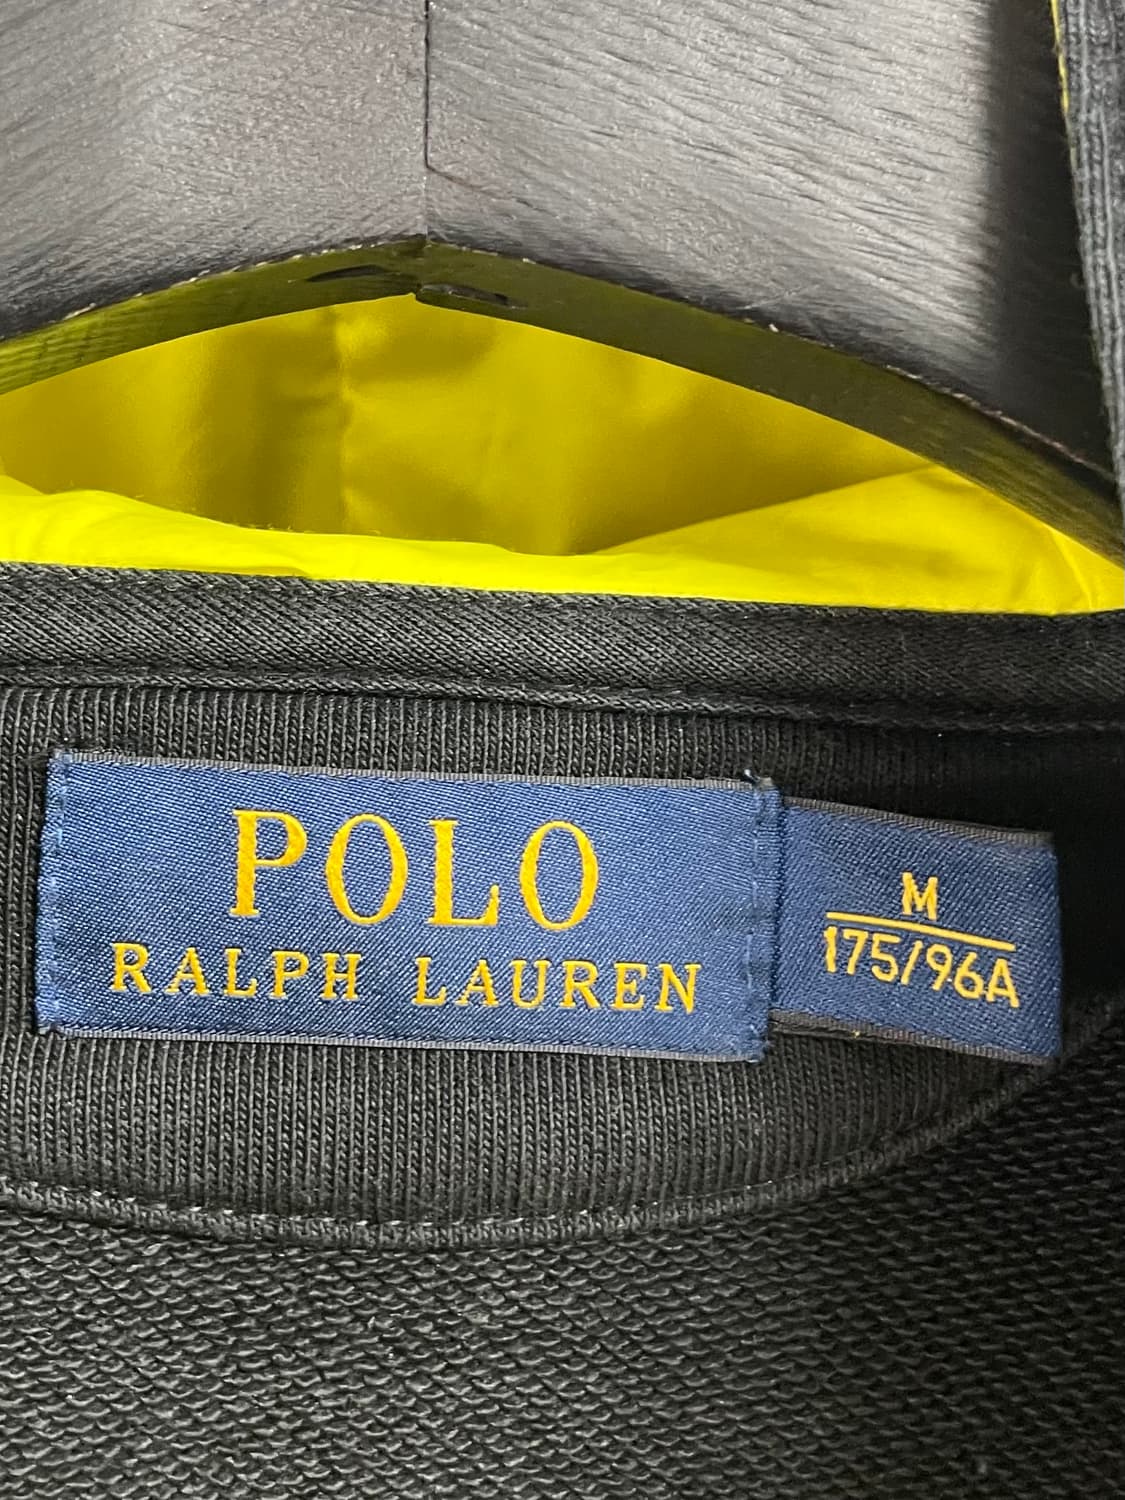 POLO
RALPH LAUREN
M
175/96A